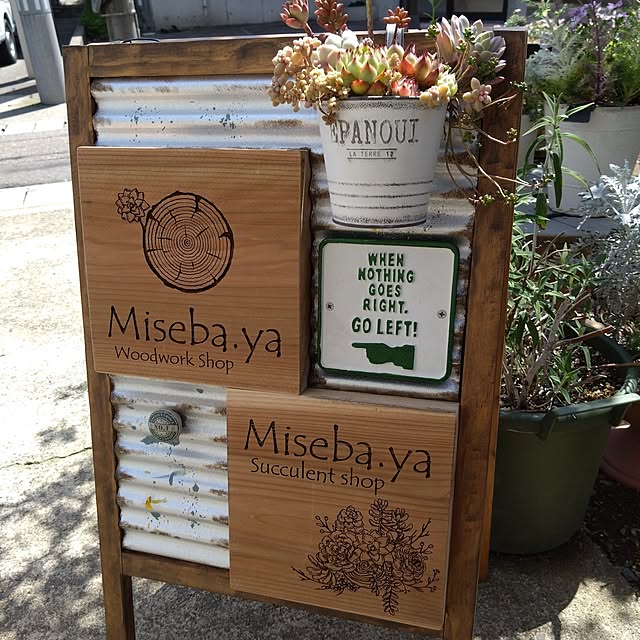 EPANOUI
LA TERRE 12
Miseba.ya
Woodwork Shop
WHEN
NOTHING
GOES
RIGHT.
GO LEFT!
Miseba.ya
Succulent shop